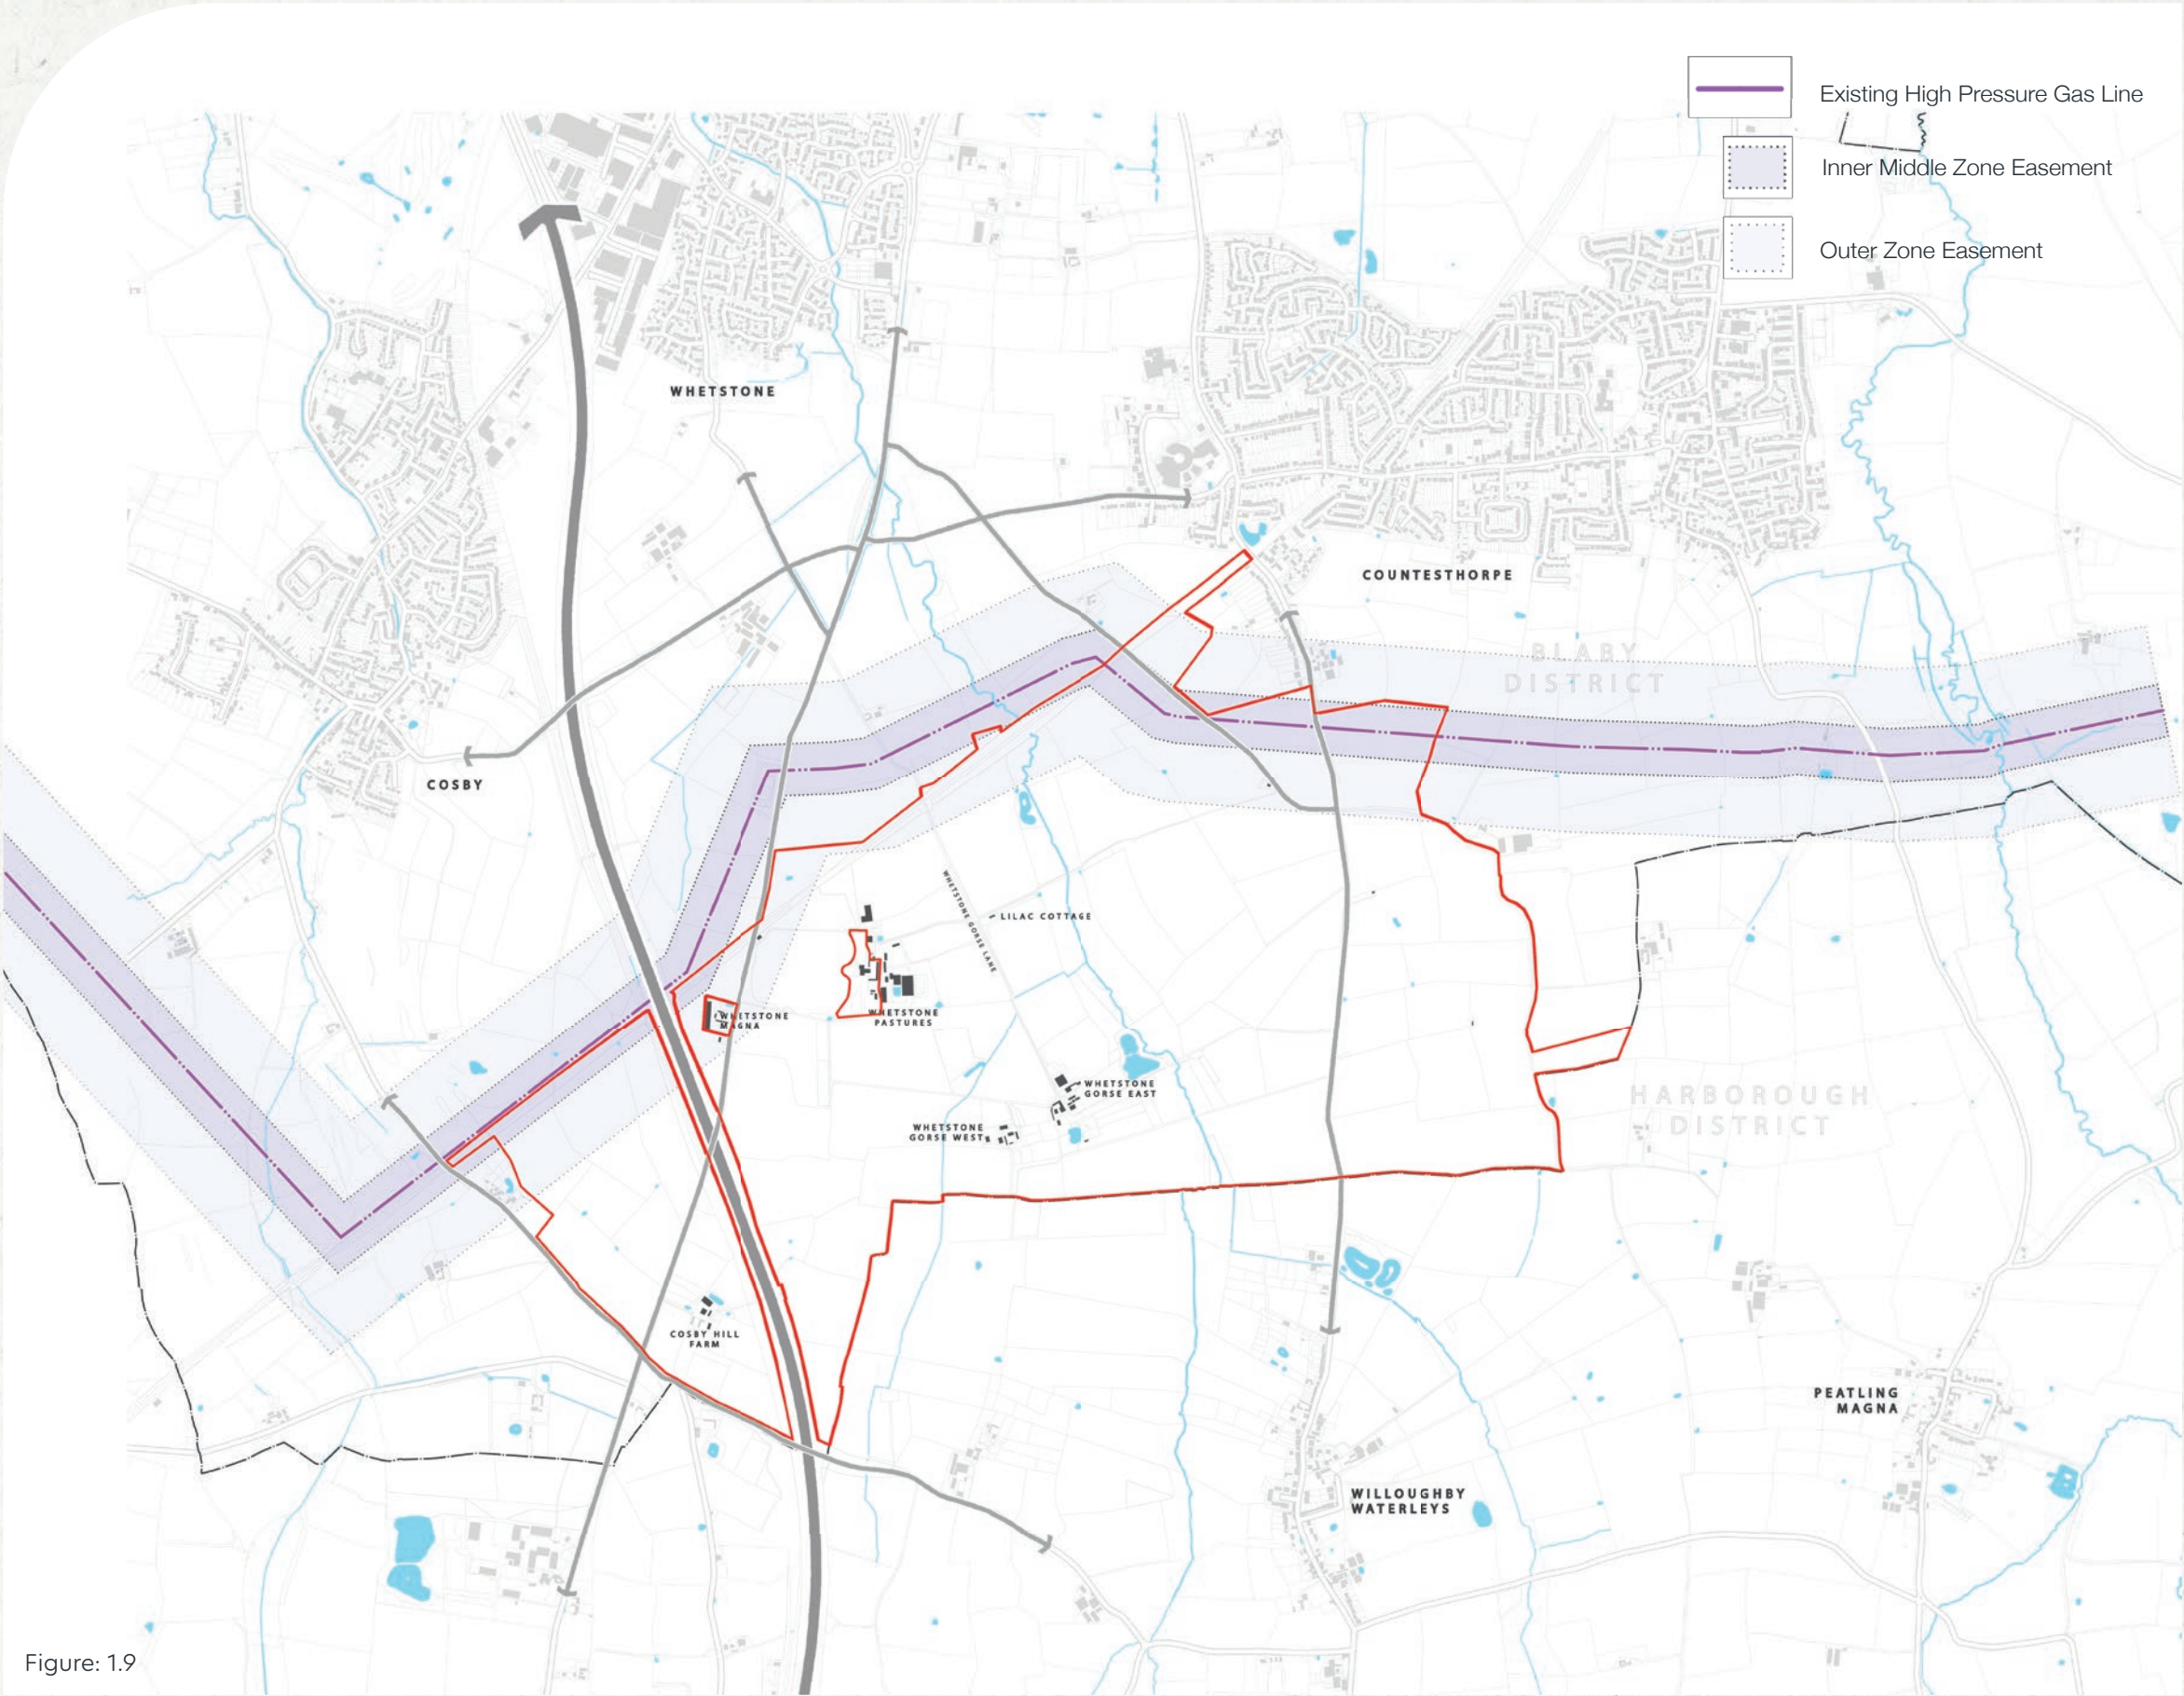 Existing High Pressure Gas Line
Inner Middle Zone Easement
Outer Zone Easement
WHETSTONE
COUNTESTHORPE
BLABY
DISTRICT
COSBY
WHETSTONE GORSE LANE
LILAC COTTAGE
WHETSTONE
MAGNA
WHETSTONE
PASTURES
WHETSTONE
GORSE EAST
WHETSTONE
GORSE WEST
HARBOROUGH
DISTRICT
COSBY HILL
FARM
PEATLING
MAGNA
WILLOUGHBY
WATERLEYS
Figure: 1.9